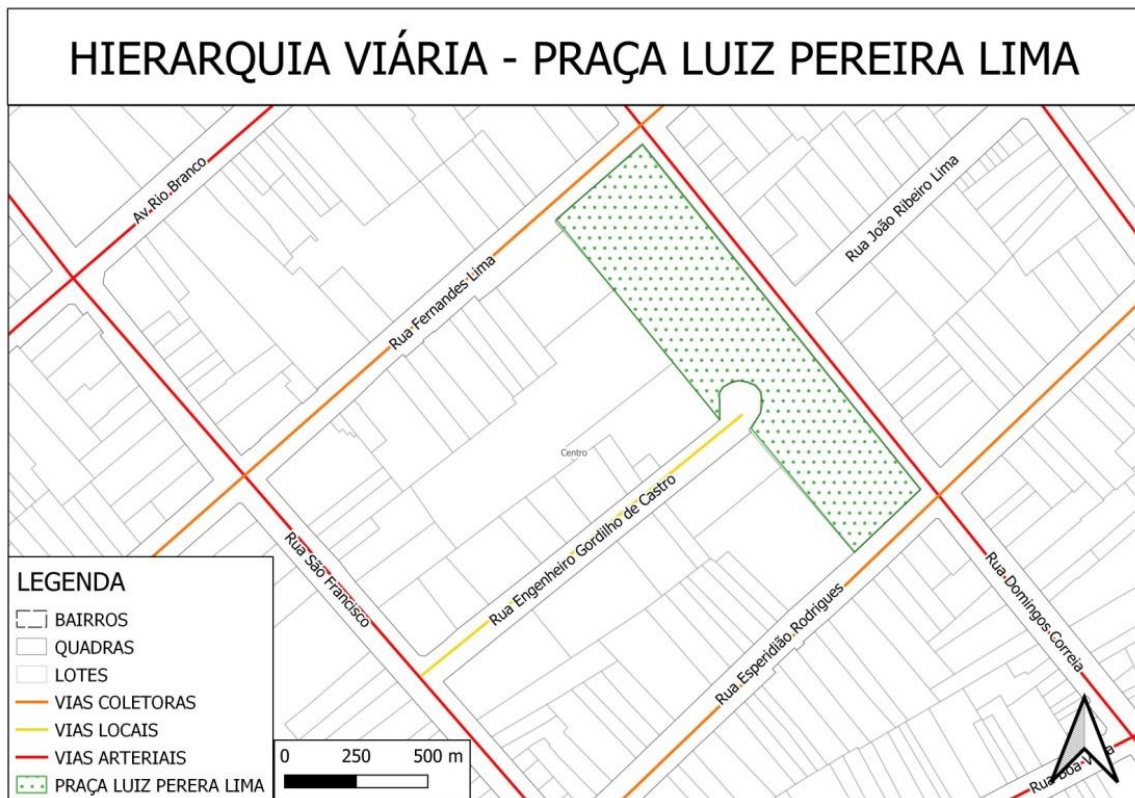 HIERARQUIA VIÁRIA - PRAÇA LUIZ PEREIRA LIMA
Av Rio Branco
Rua João Ribeiro Lima
Rua Fernandes Lima
Centro
Rua Engenheiro Gordilho de Castro
Rua São Francisco
Rua Esperidião Rodrigues
Rua Domingos Correia
Rua Boa
LEGENDA
BAIRROS
QUADRAS
LOTES
VIAS COLETORAS
VIAS LOCAIS
VIAS ARTERIAIS
PRAÇA LUIZ PERERA LIMA
0 250 500 m